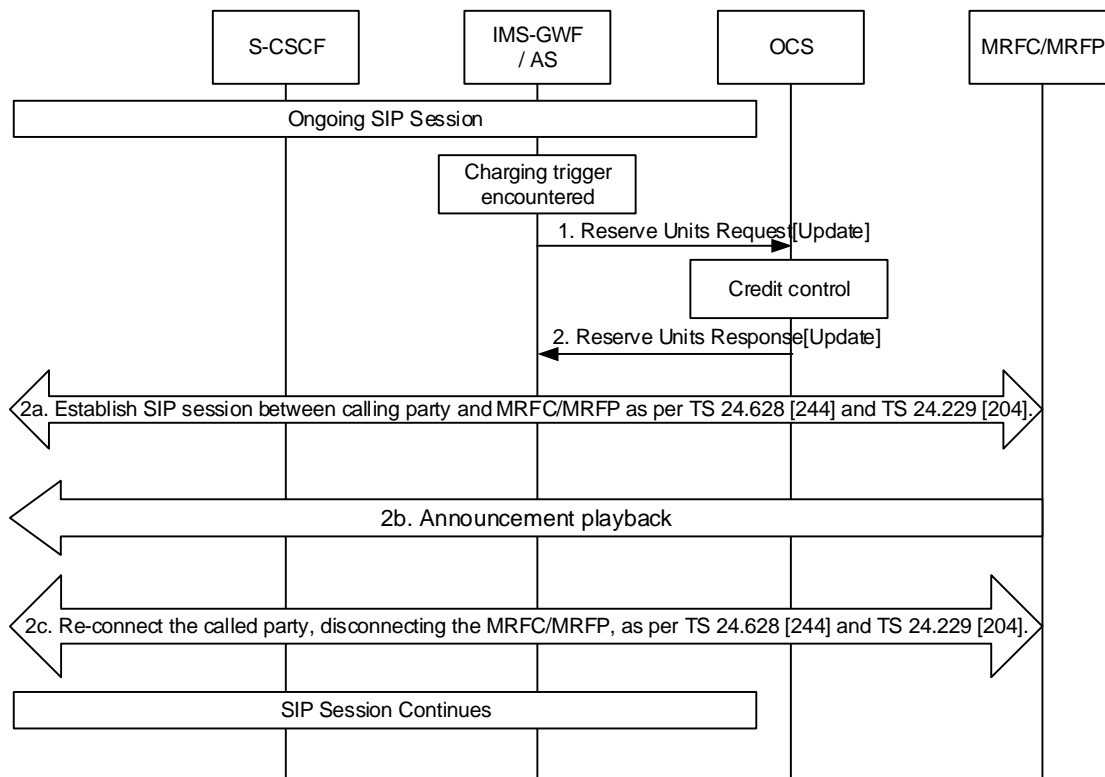 S-CSCF
IMS-GWF
/ AS
OCS
MRFC/MRFP
Ongoing SIP Session
Charging trigger
encountered
1. Reserve Units Request[Update]
Credit control
2. Reserve Units Response[Update]
2a. Establish SIP session between calling party and MRFC/MRFP as per TS 24.628 [244] and TS 24.229 [204].
2b. Announcement playback
2c. Re-connect the called party, disconnecting the MRFC/MRFP, as per TS 24.628 [244] and TS 24.229 [204].
SIP Session Continues